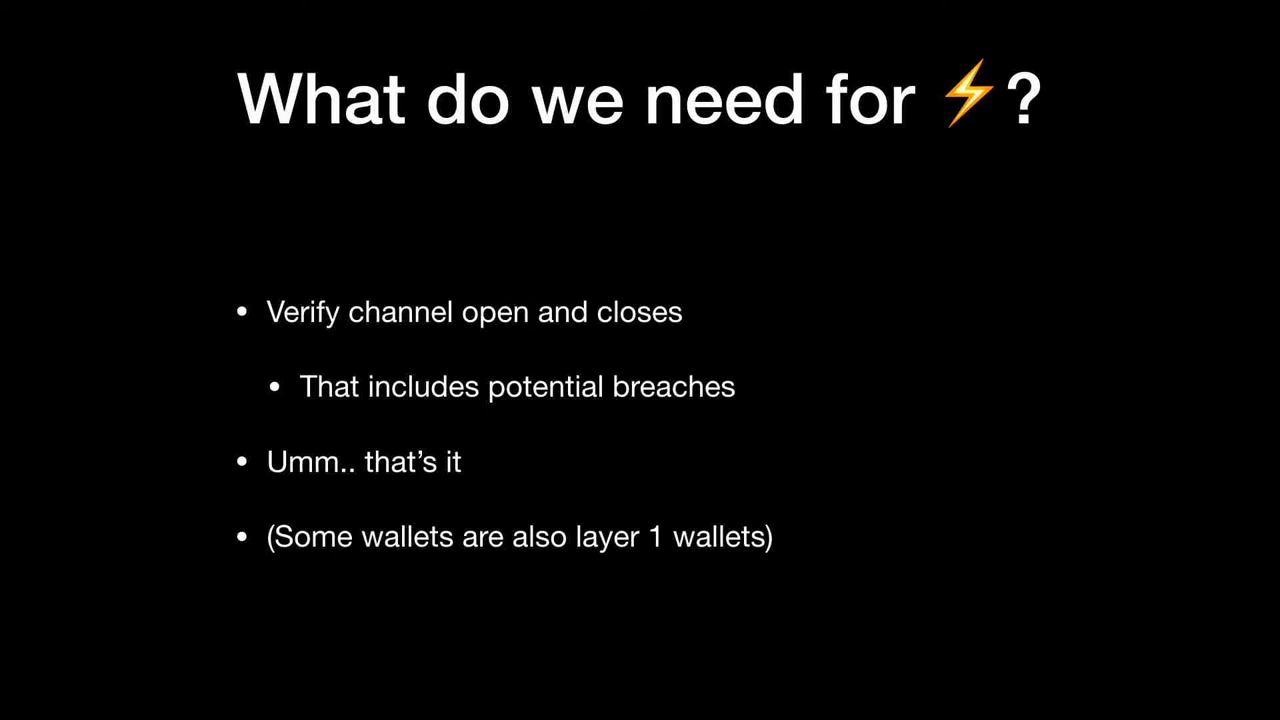 What do we need for ⚡?
• Verify channel open and closes
• That includes potential breaches
• Umm.. that’s it
• (Some wallets are also layer 1 wallets)